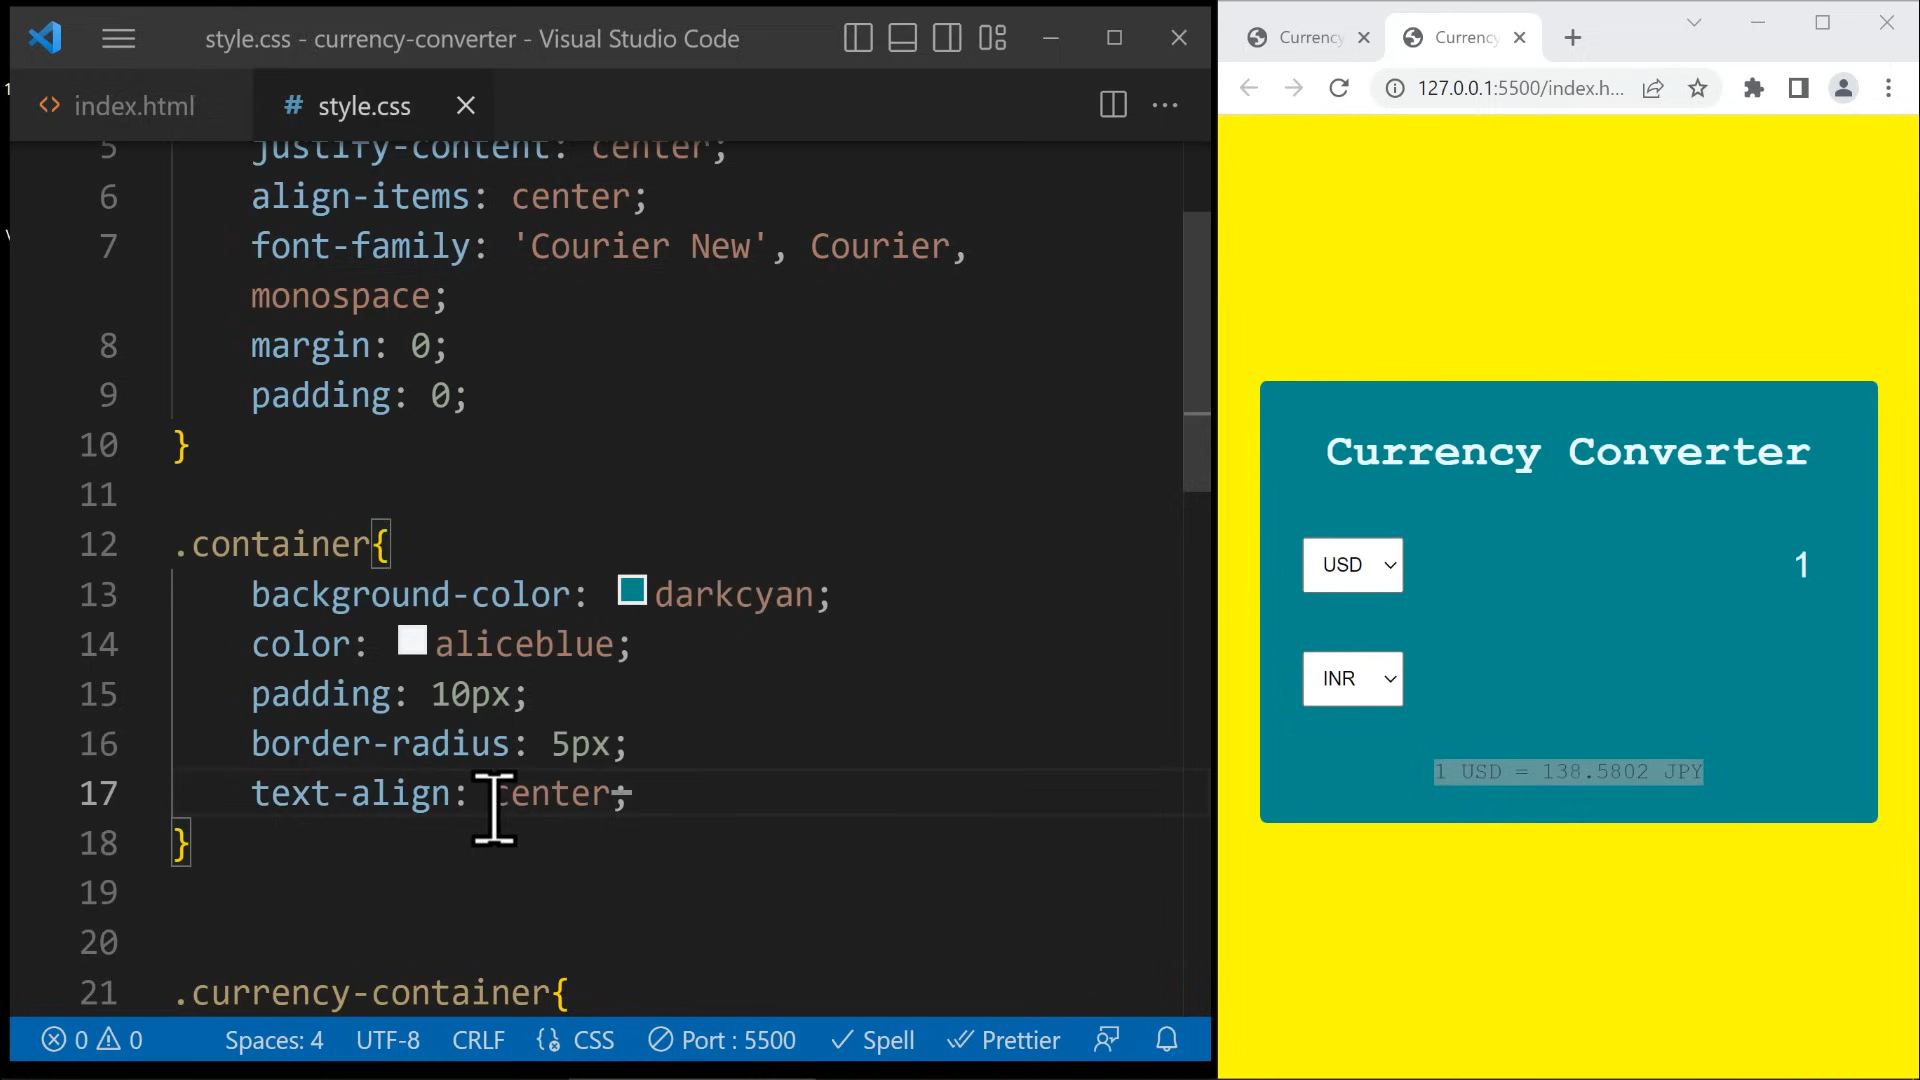 style.css - currency-converter - Visual Studio Code
index.html
# style.css
5 justify-content: center;
6 align-items: center;
7 font-family: 'Courier New', Courier,
monospace;
8 margin: 0;
9 padding: 0;
10 }
11
12 .container{
13 background-color: darkcyan;
14 color: aliceblue;
15 padding: 10px;
16 border-radius: 5px;
17 text-align: center;
18 }
19
20
21 .currency-container{
0 0 Spaces: 4 UTF-8 CRLF CSS Port : 5500 Spell Prettier
Currency Currency
127.0.0.1:5500/index.h...
Currency Converter
USD 1
INR
1 USD = 138.5802 JPY